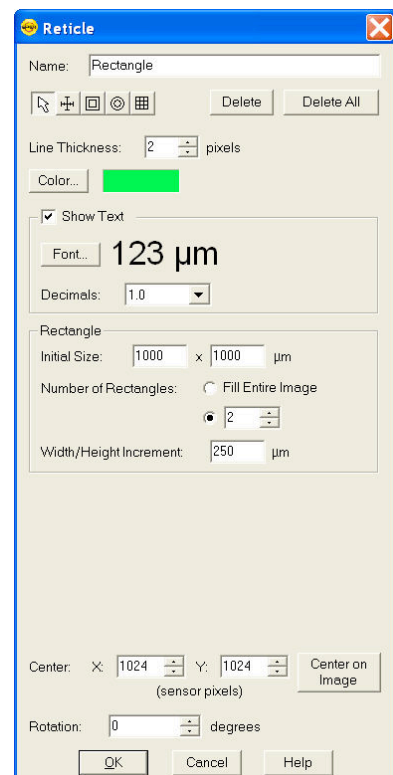 Reticle
Name: Rectangle
Delete Delete All
Line Thickness: 2 pixels
Color...
Show Text
Font... 123 µm
Decimals: 1.0
Rectangle
Initial Size: 1000 x 1000 µm
Number of Rectangles: Fill Entire Image
2
Width/Height Increment: 250 µm
Center: X: 1024 Y: 1024 Center on Image
(sensor pixels)
Rotation: 0 degrees
OK Cancel Help